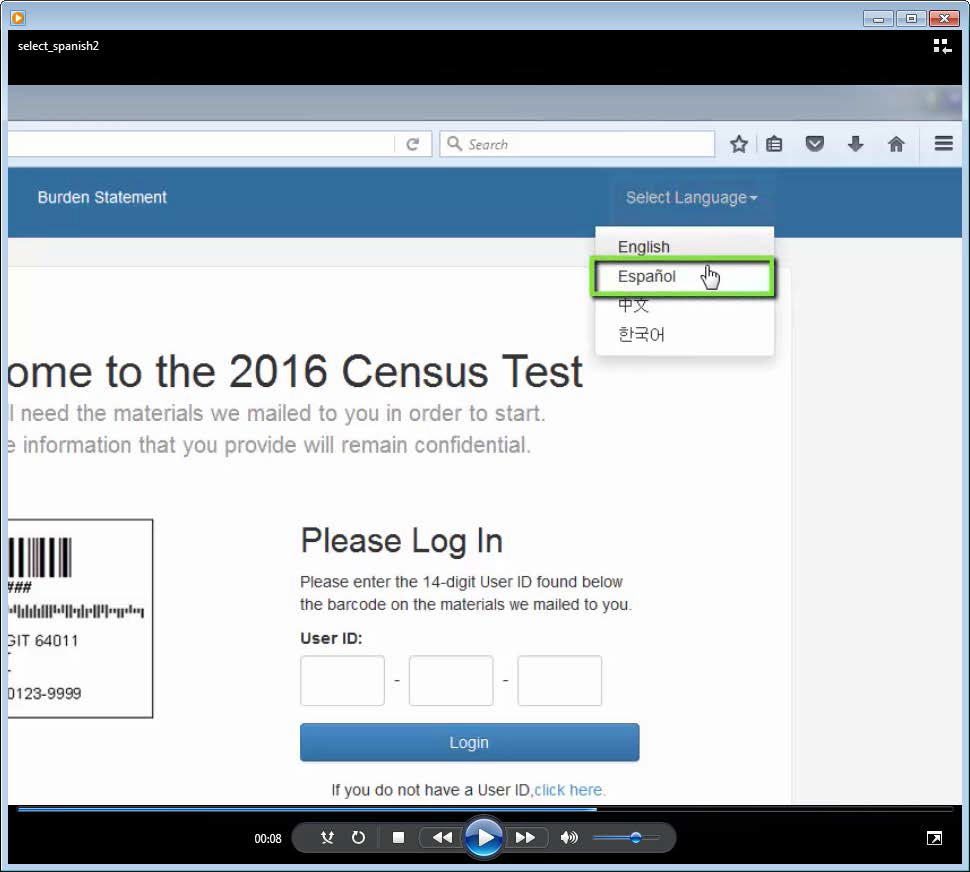 select_spanish2
Search
Burden Statement
Select Language
English
Español
中文
한국어
ome to the 2016 Census Test
l need the materials we mailed to you in order to start.
e information that you provide will remain confidential.
###
GIT 64011
0123-9999
Please Log In
Please enter the 14-digit User ID found below
the barcode on the materials we mailed to you.
User ID:
- -
Login
If you do not have a User ID,click here.
00:08